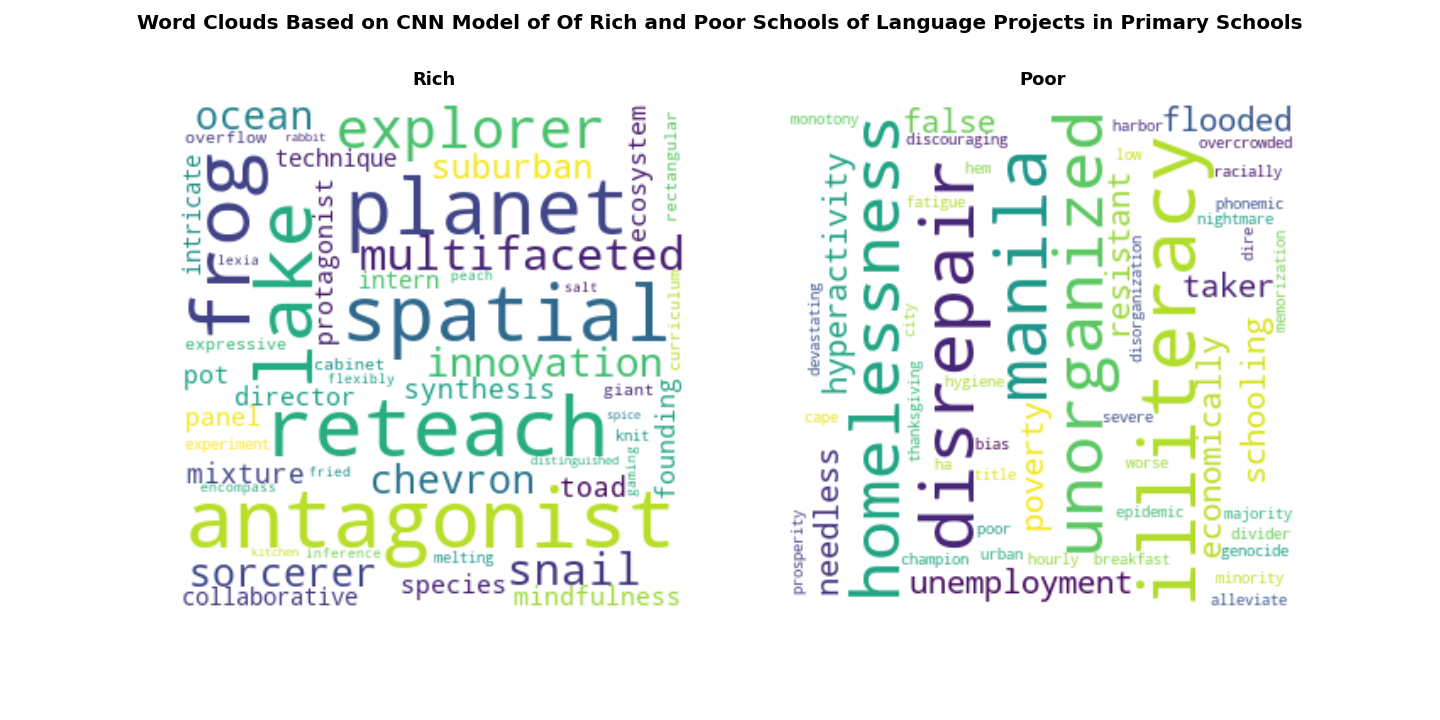 Word Clouds Based on CNN Model of Of Rich and Poor Schools of Language Projects in Primary Schools
Rich
ocean
explorer
overflow
rabbit
technique
suburban
ecosystem
rectangular
intricate
frog
lake
protagonist
planet
multifaceted
lexia
intern
peach
salt
spatial
curriculum
expressive
cabinet
innovation
pot
flexibly
director
synthesis
giant
panel
reteach
spice
knit
founding
experiment
distinguished
gaming
mixture
fried
chevron
toad
encompass
antagonist
kitchen
inference
melting
sorcerer
species
snail
collaborative
mindfulness
Poor
monotony
false
harbor
flooded
discouraging
overcrowded
homelessness
disrepair
manila
unorganized
illiteracy
hem
low
racially
hyperactivity
fatigue
resistant
phonemic
nightmare
dire
disorganization
memorization
taker
devastating
city
thanksgiving
hygiene
cape
poverty
severe
economically
schooling
bias
ha
title
worse
needless
prosperity
poor
epidemic
majority
divider
champion
urban
hourly
breakfast
genocide
unemployment
minority
alleviate